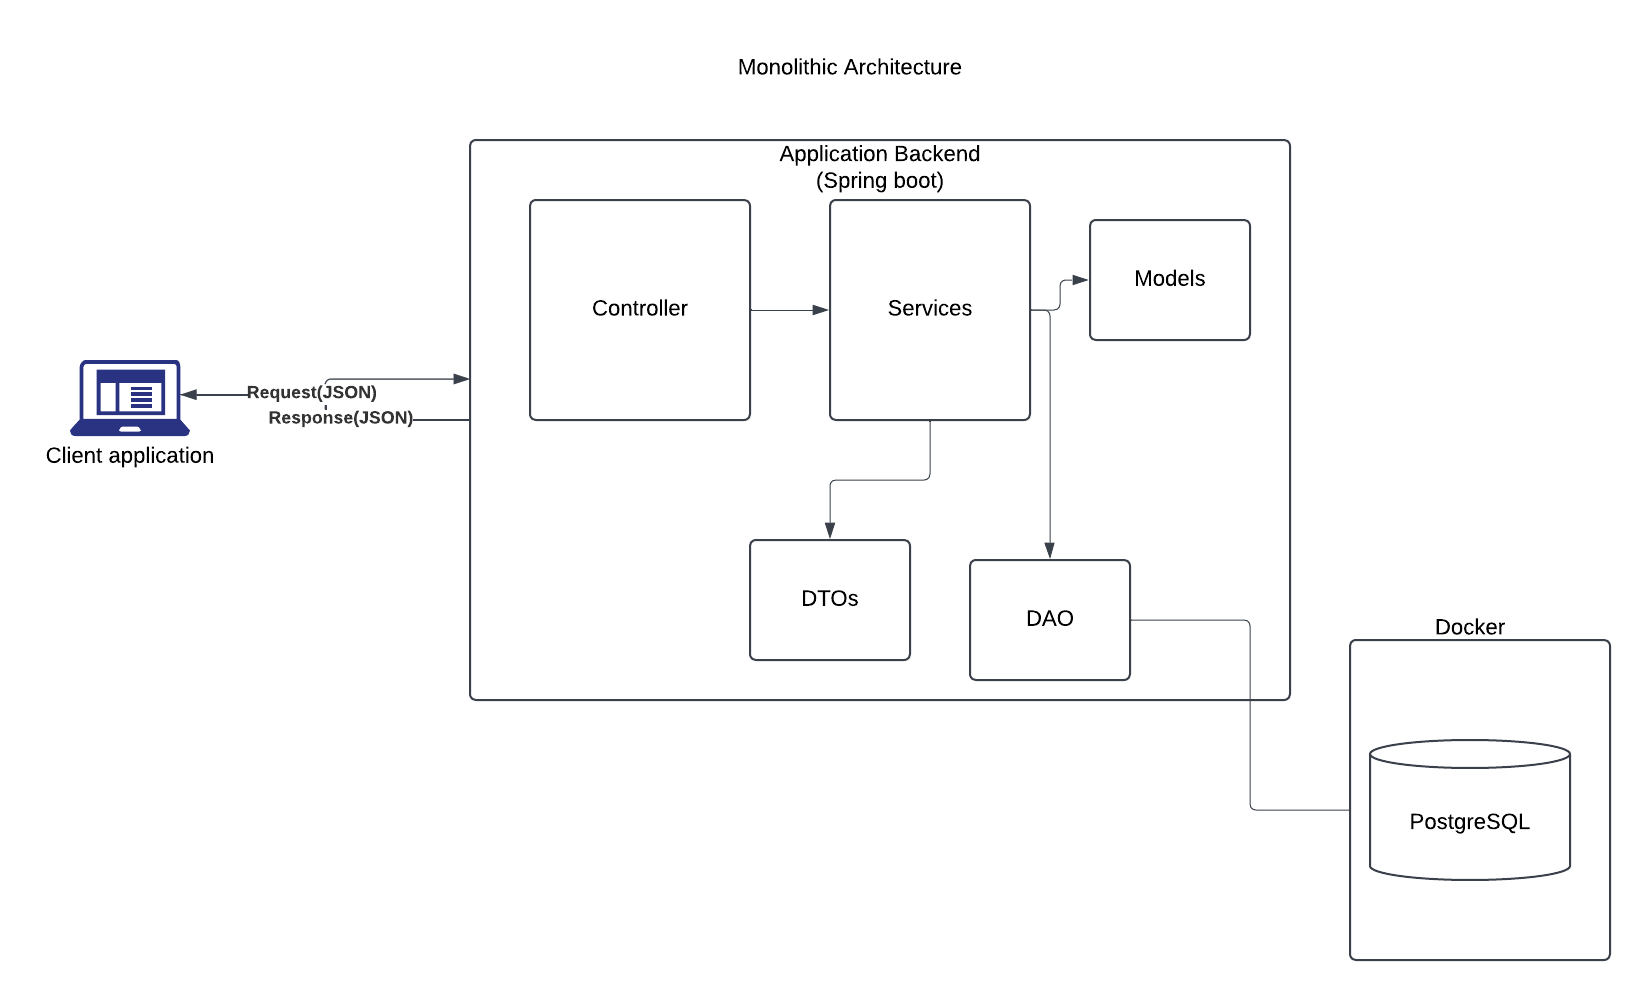 Monolithic Architecture
Application Backend
(Spring boot)
Controller
Services
Models
Request(JSON)
Response(JSON)
Client application
DTOs
DAO
Docker
PostgreSQL